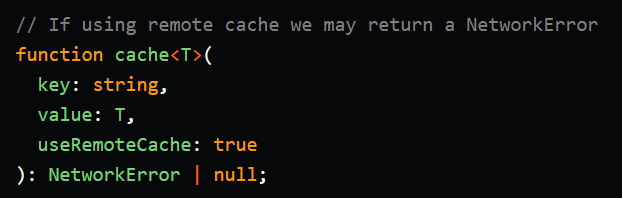 // If using remote cache we may return a NetworkError
function cache<T>(
  key: string,
  value: T,
  useRemoteCache: true
): NetworkError | null;